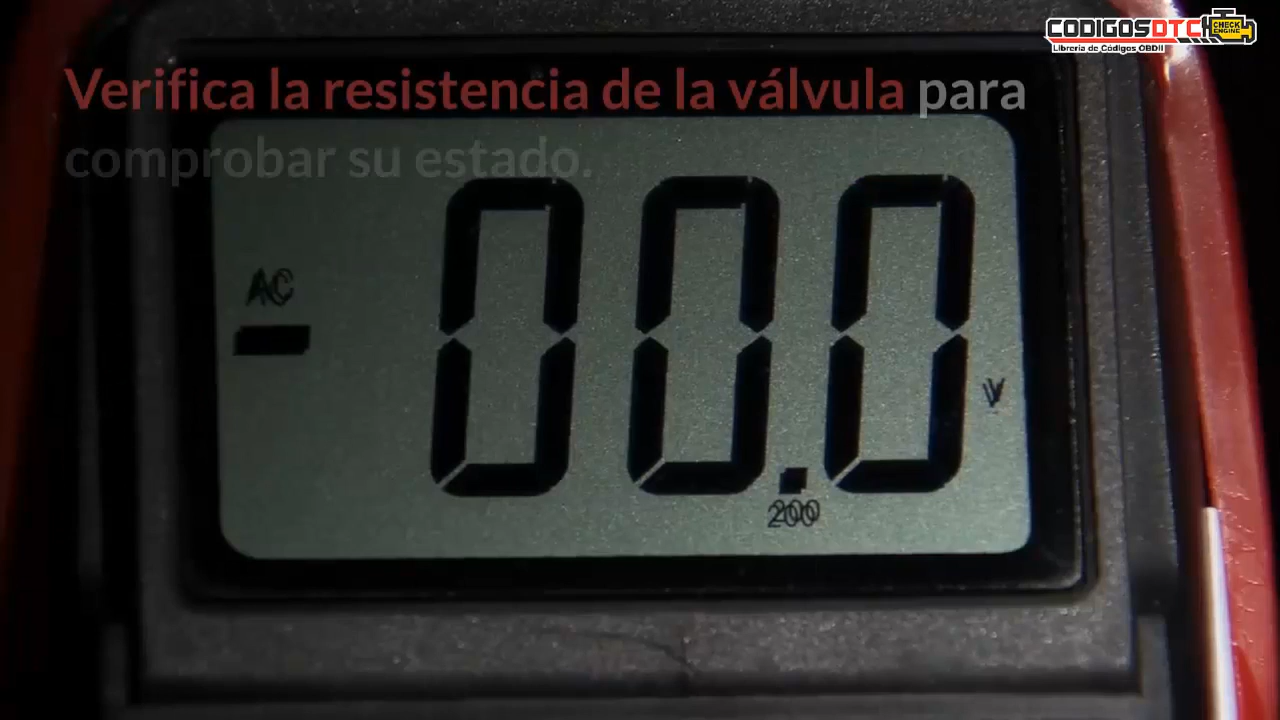 CODIGOSDTC
CHECK
ENGINE
Librería de Códigos OBDII
Verifica la resistencia de la válvula para
comprobar su estado.
AC
- 00.0
V
200